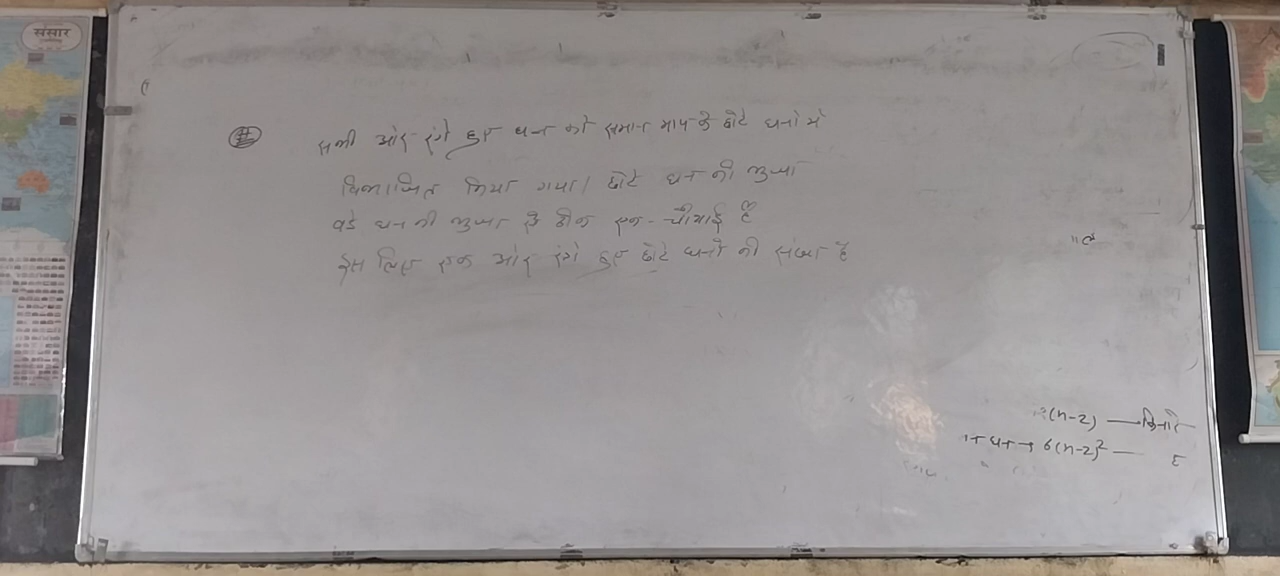 संसार
सभी ओर रंगे हुए घन को समान माप के छोटे घनो मे
विभाजित किया गया। छोटे घन की भुजा
बडे घन की भुजा से ठीक एक-चौथाई है
इस लिए एक ओर रंगे हुए छोटे घनों की संख्या है
(n-2) — किनारे
घन → 6(n-2)² —